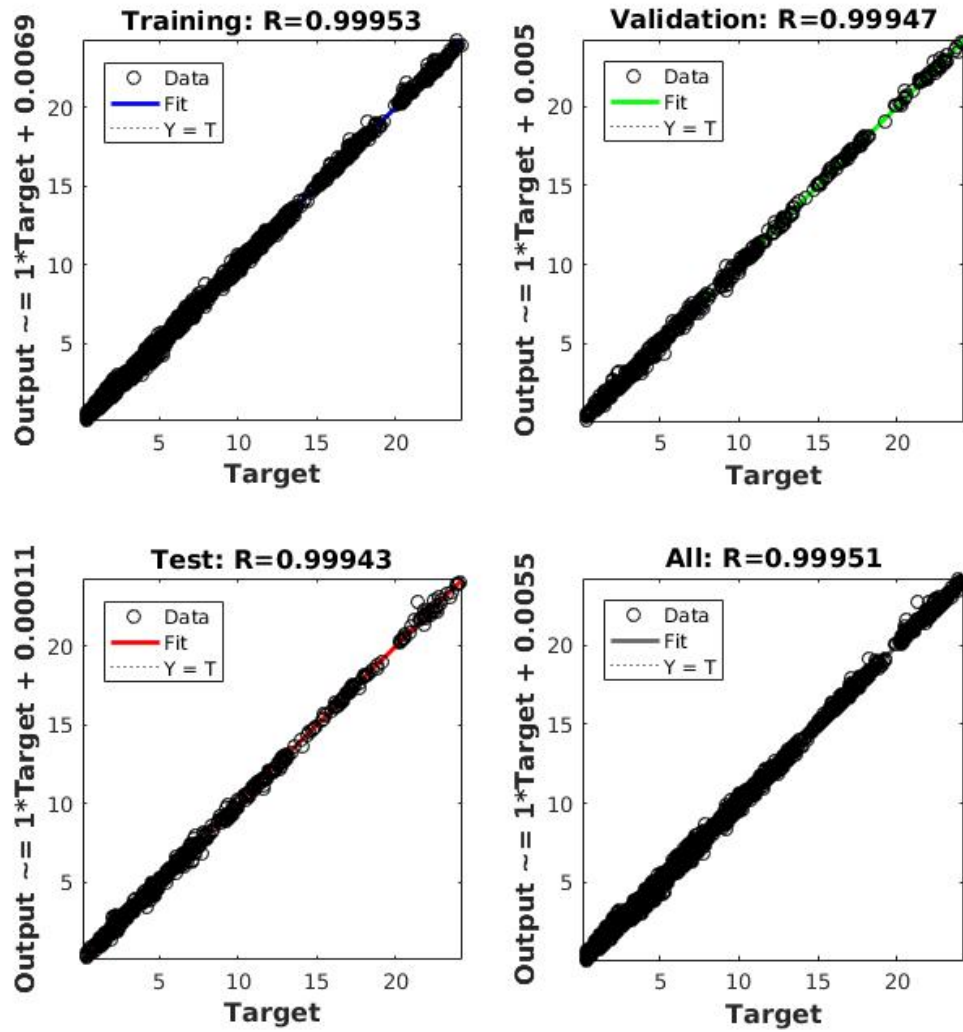 Training: R=0.99953
Output ~= 1*Target + 0.0069
Data
Fit
Y = T
20
15
10
5
5 10 15 20
Target
Validation: R=0.99947
Output ~= 1*Target + 0.005
Data
Fit
Y = T
20
15
10
5
5 10 15 20
Target
Test: R=0.99943
Output ~= 1*Target + 0.00011
Data
Fit
Y = T
20
15
10
5
5 10 15 20
Target
All: R=0.99951
Output ~= 1*Target + 0.0055
Data
Fit
Y = T
20
15
10
5
5 10 15 20
Target